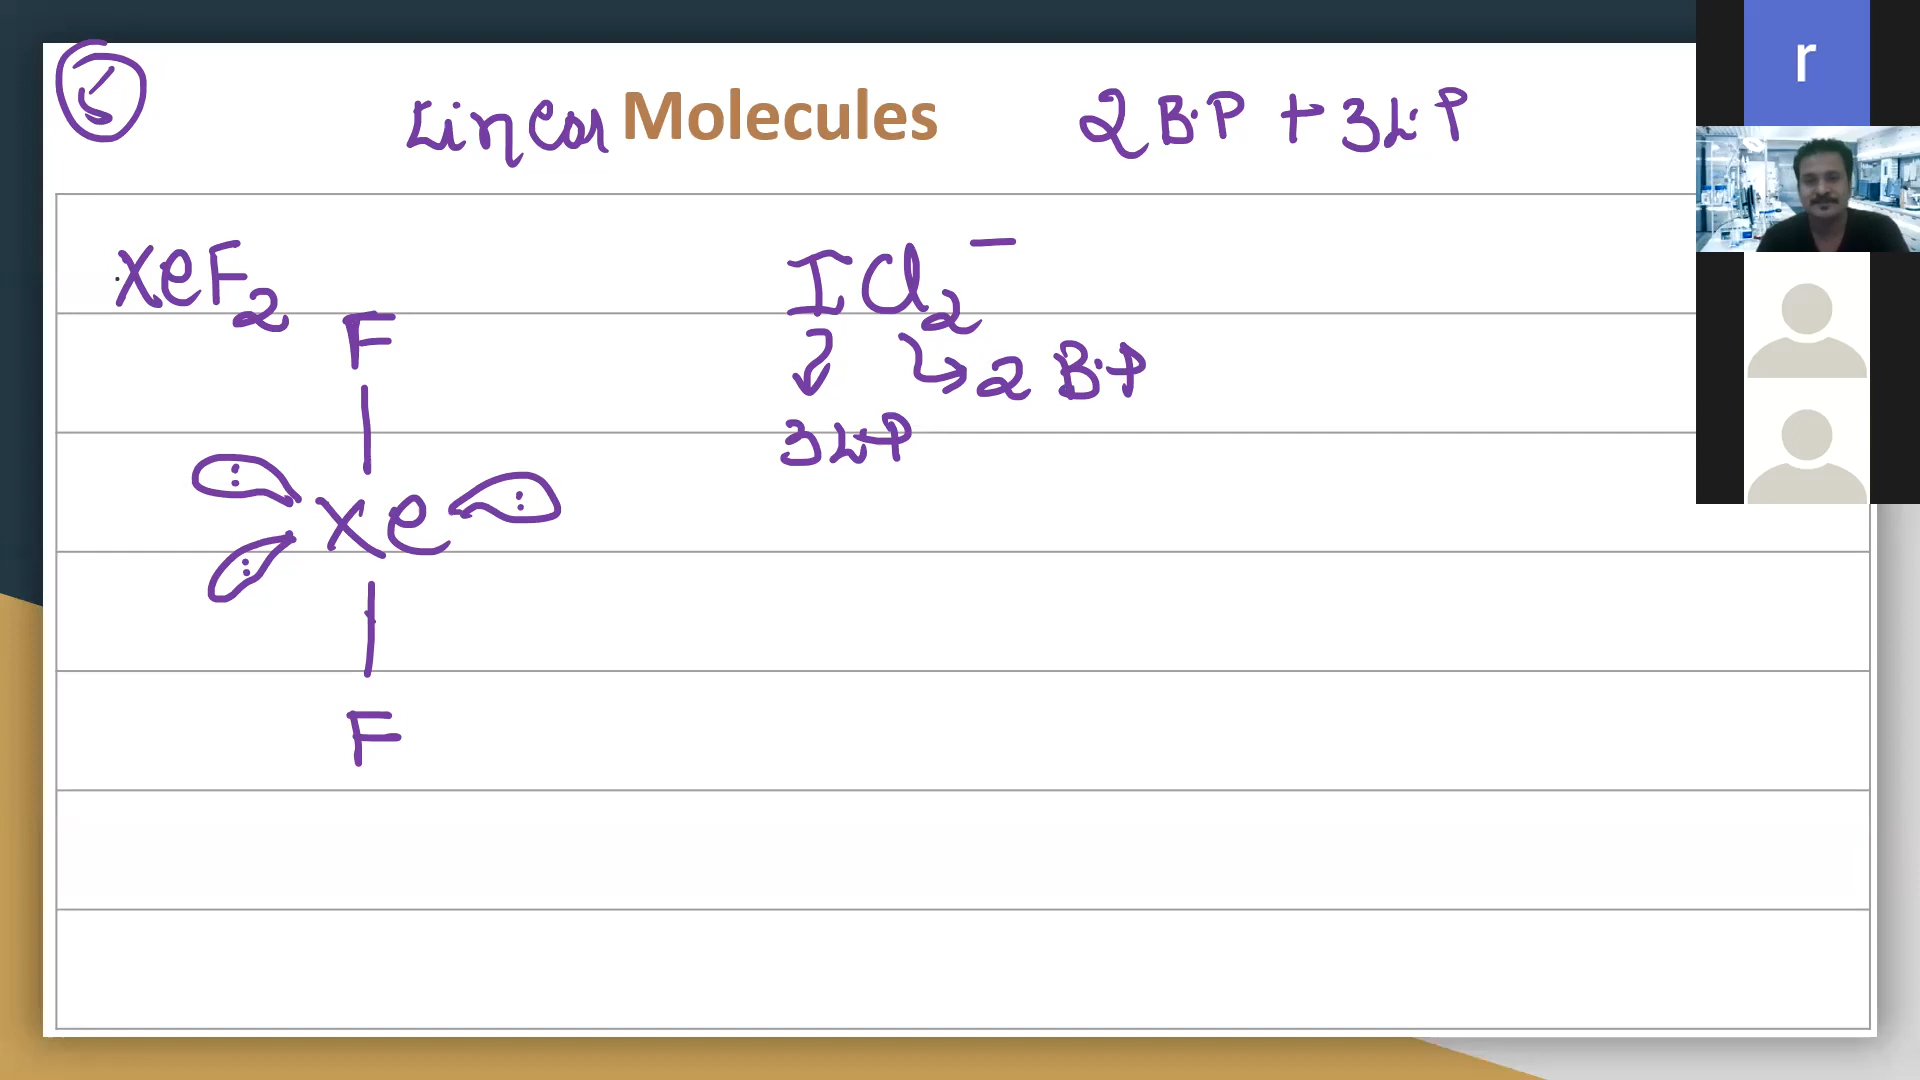 5
Linear Molecules 2 B.P + 3 L.P
XeF2
ICl2 −
F
2 B.P
3 L.P
: Xe :
:
F
r